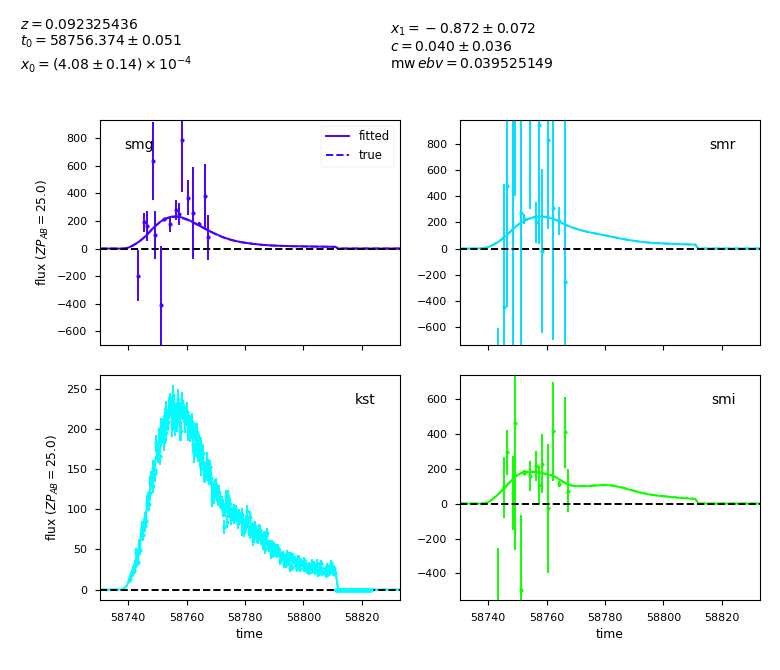 z = 0.092325436
t₀ = 58756.374 ± 0.051
x₀ = (4.08 ± 0.14) × 10⁻⁴
x₁ = −0.872 ± 0.072
c = 0.040 ± 0.036
mw ebv = 0.039525149
smg
fitted
true
800
600
400
200
0
−200
−400
−600
flux (ZP_AB = 25.0)
smr
800
600
400
200
0
−200
−400
−600
kst
250
200
150
100
50
0
flux (ZP_AB = 25.0)
58740 58760 58780 58800 58820
time
smi
600
400
200
0
−200
−400
58740 58760 58780 58800 58820
time